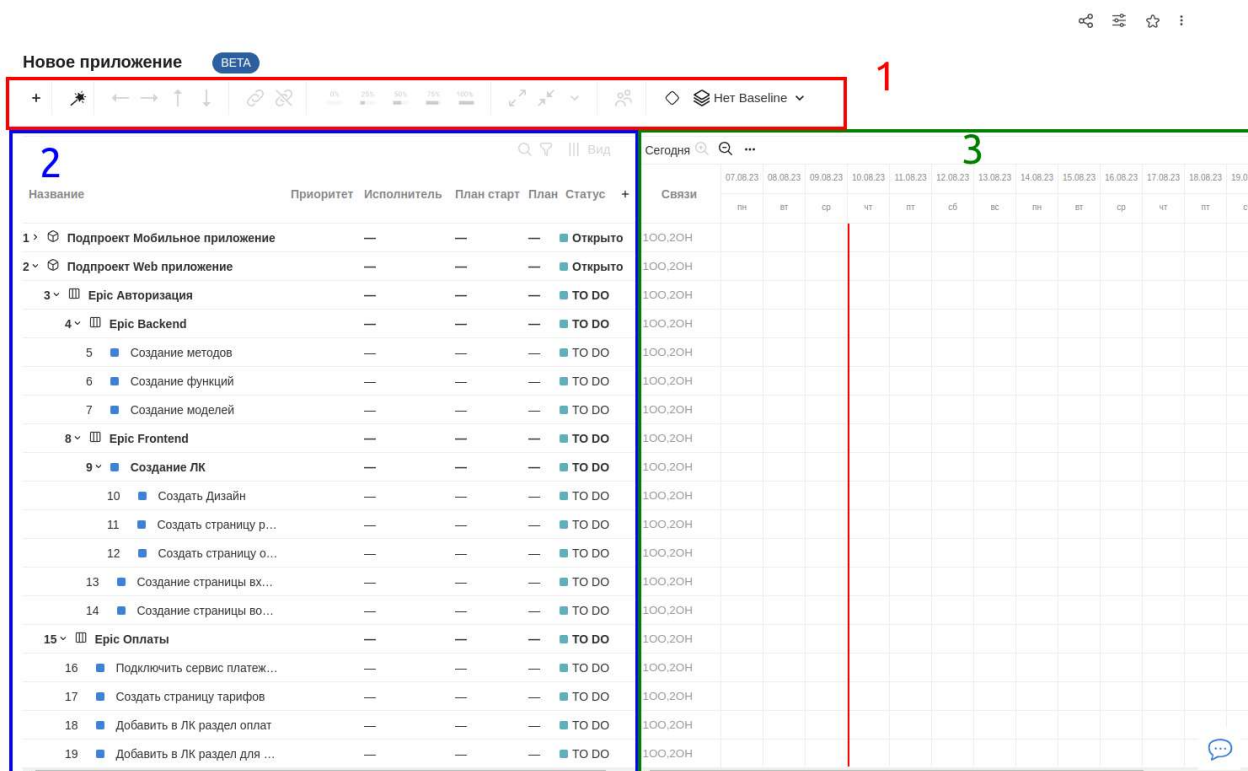 Новое приложение BETA
1
+ 0% 25% 50% 75% 100% Нет Baseline
2 Вид
Сегодня ... 3
Название Приоритет Исполнитель План старт План Статус +
Связи 07.08.23 08.08.23 09.08.23 10.08.23 11.08.23 12.08.23 13.08.23 14.08.23 15.08.23 16.08.23 17.08.23 18.08.23 19.0
пн вт ср чт пт сб вс пн вт ср чт пт с
1 Подпроект Мобильное приложение — — — Открыто 1ОО,2ОН
2 Подпроект Web приложение — — — Открыто 1ОО,2ОН
3 Epic Авторизация — — — TO DO 1ОО,2ОН
4 Epic Backend — — — TO DO 1ОО,2ОН
5 Создание методов — — — TO DO 1ОО,2ОН
6 Создание функций — — — TO DO 1ОО,2ОН
7 Создание моделей — — — TO DO 1ОО,2ОН
8 Epic Frontend — — — TO DO 1ОО,2ОН
9 Создание ЛК — — — TO DO 1ОО,2ОН
10 Создать Дизайн — — — TO DO 1ОО,2ОН
11 Создать страницу р… — — — TO DO 1ОО,2ОН
12 Создать страницу о… — — — TO DO 1ОО,2ОН
13 Создание страницы вх… — — — TO DO 1ОО,2ОН
14 Создание страницы во… — — — TO DO 1ОО,2ОН
15 Epic Оплаты — — — TO DO 1ОО,2ОН
16 Подключить сервис платеж… — — — TO DO 1ОО,2ОН
17 Создать страницу тарифов — — — TO DO 1ОО,2ОН
18 Добавить в ЛК раздел оплат — — — TO DO 1ОО,2ОН
19 Добавить в ЛК раздел для … — — — TO DO 1ОО,2ОН